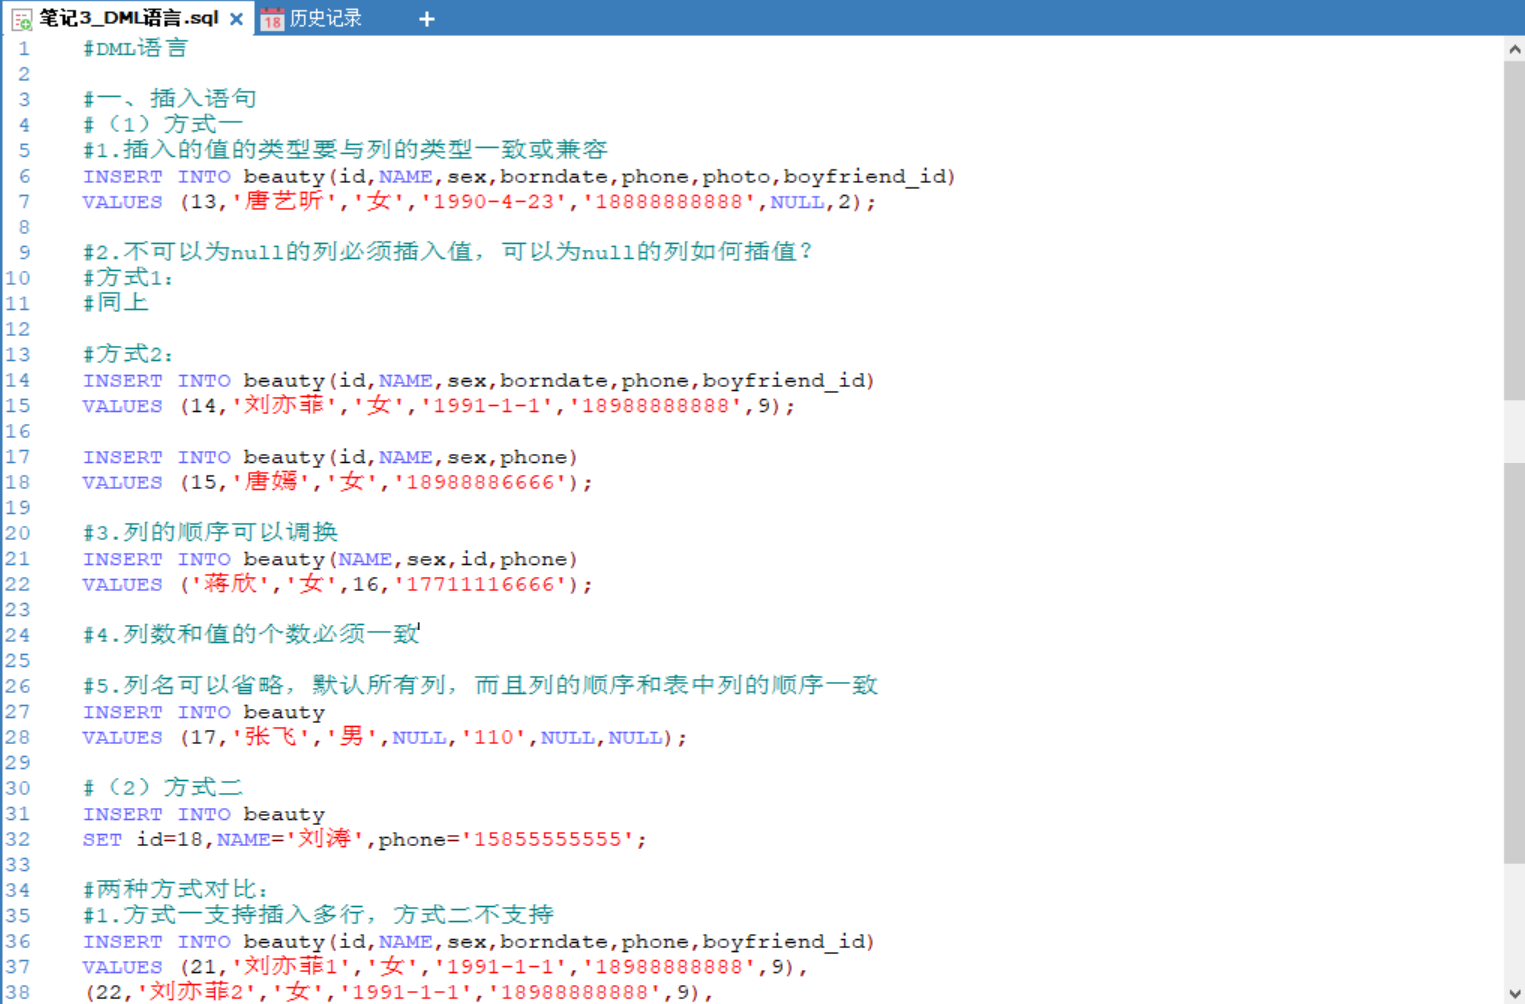 笔记3_DML语言.sql × 18 历史记录 +
1 #DML语言
2
3 #一、插入语句
4 #（1）方式一
5 #1.插入的值的类型要与列的类型一致或兼容
6 INSERT INTO beauty(id,NAME,sex,borndate,phone,photo,boyfriend_id)
7 VALUES (13,'唐艺昕','女','1990-4-23','18888888888',NULL,2);
8
9 #2.不可以为null的列必须插入值，可以为null的列如何插值？
10 #方式1：
11 #同上
12
13 #方式2：
14 INSERT INTO beauty(id,NAME,sex,borndate,phone,boyfriend_id)
15 VALUES (14,'刘亦菲','女','1991-1-1','18988888888',9);
16
17 INSERT INTO beauty(id,NAME,sex,phone)
18 VALUES (15,'唐嫣','女','18988886666');
19
20 #3.列的顺序可以调换
21 INSERT INTO beauty(NAME,sex,id,phone)
22 VALUES ('蒋欣','女',16,'17711116666');
23
24 #4.列数和值的个数必须一致
25
26 #5.列名可以省略，默认所有列，而且列的顺序和表中列的顺序一致
27 INSERT INTO beauty
28 VALUES (17,'张飞','男',NULL,'110',NULL,NULL);
29
30 #（2）方式二
31 INSERT INTO beauty
32 SET id=18,NAME='刘涛',phone='15855555555';
33
34 #两种方式对比：
35 #1.方式一支持插入多行，方式二不支持
36 INSERT INTO beauty(id,NAME,sex,borndate,phone,boyfriend_id)
37 VALUES (21,'刘亦菲1','女','1991-1-1','18988888888',9),
38 (22,'刘亦菲2','女','1991-1-1','18988888888',9),